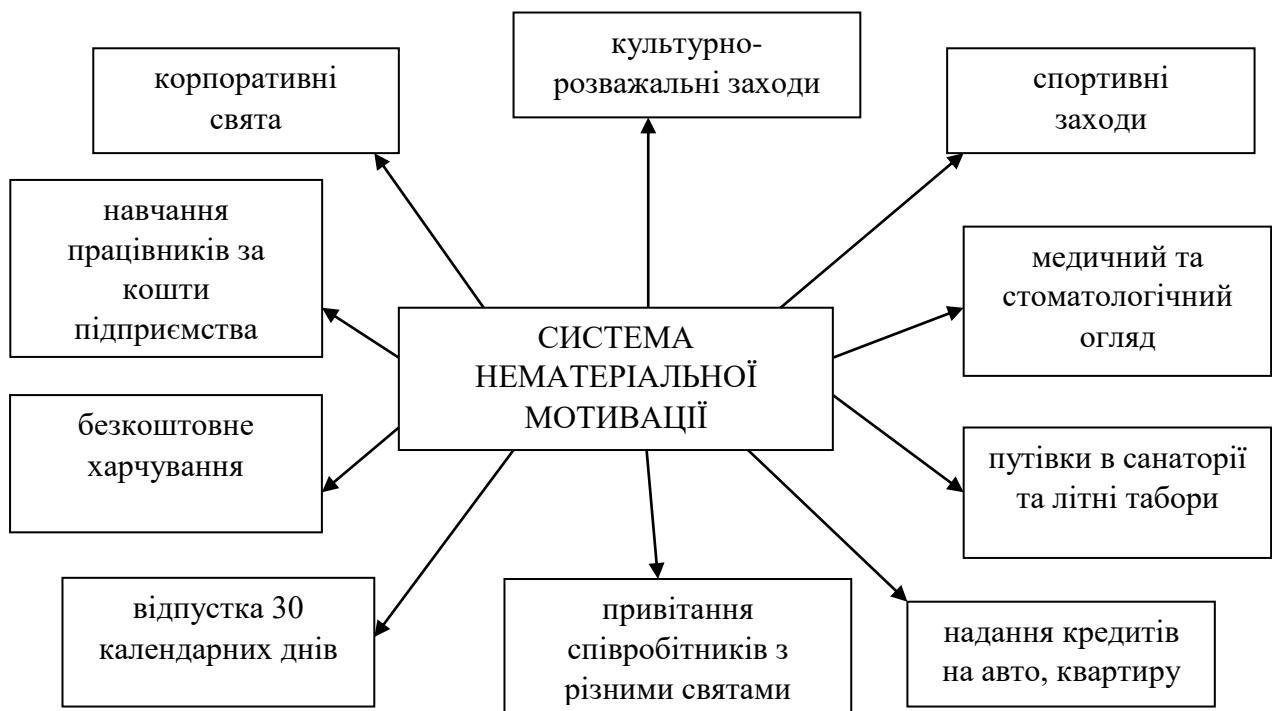 культурно-
розважальні заходи
корпоративні
свята
спортивні
заходи
навчання
працівників за
кошти
підприємства
медичний та
стоматологічний
огляд
СИСТЕМА
НЕМАТЕРІАЛЬНОЇ
МОТИВАЦІЇ
безкоштовне
харчування
путівки в санаторії
та літні табори
відпустка 30
календарних днів
привітання
співробітників з
різними святами
надання кредитів
на авто, квартиру